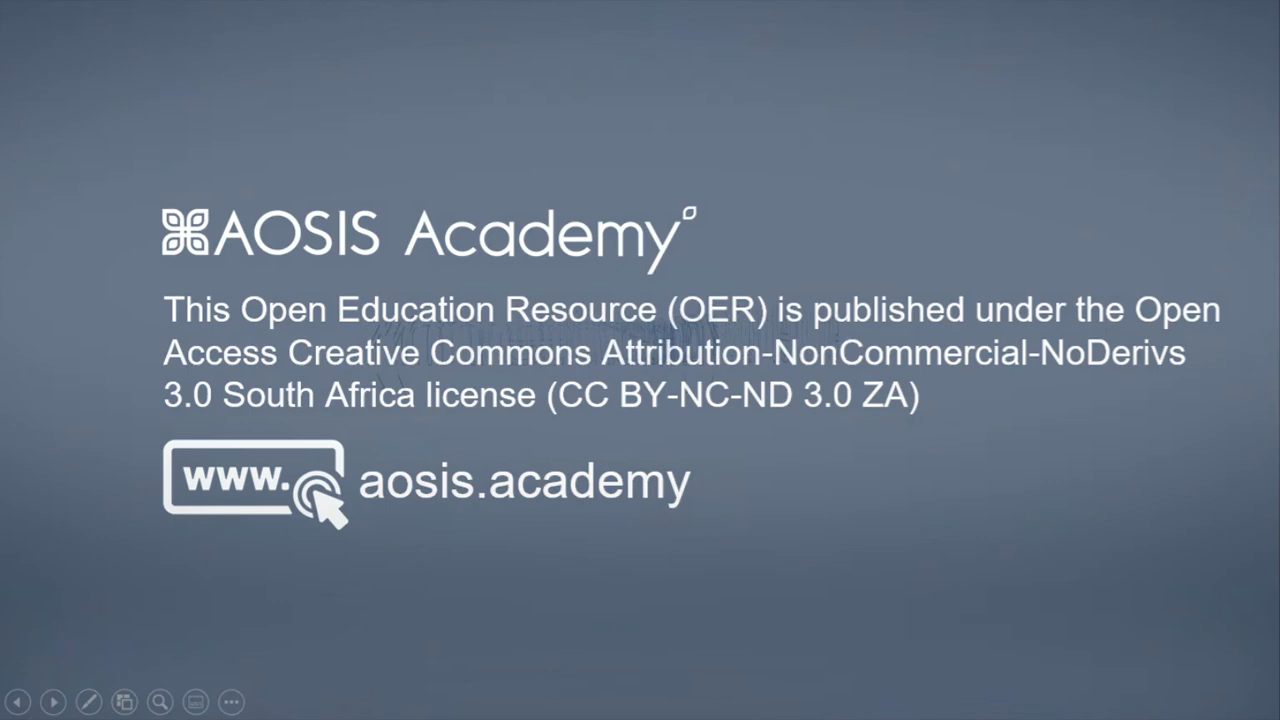 AOSIS Academy
This Open Education Resource (OER) is published under the Open
Access Creative Commons Attribution-NonCommercial-NoDerivs
3.0 South Africa license (CC BY-NC-ND 3.0 ZA)
www. aosis.academy